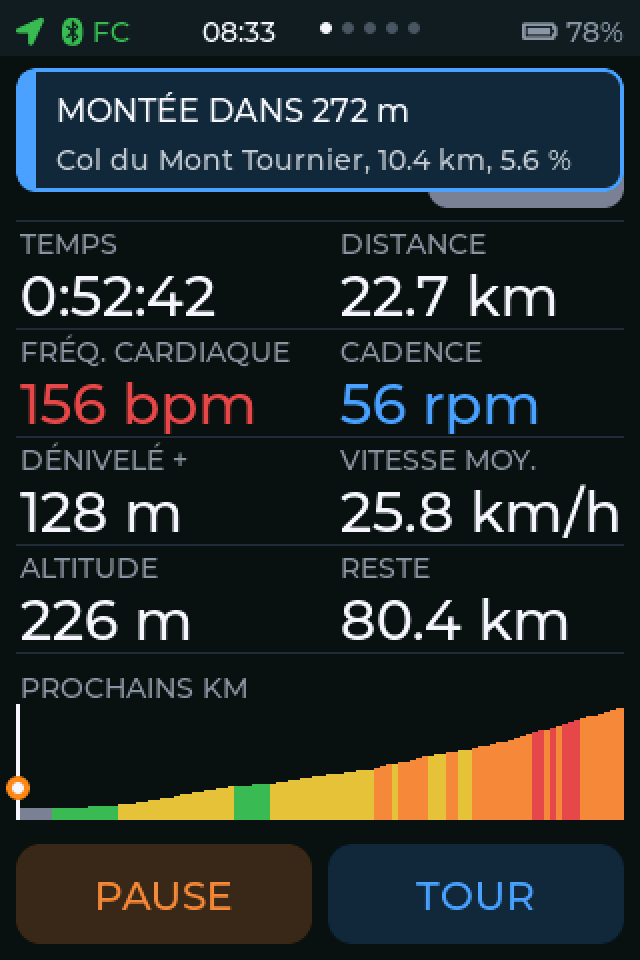 FC 08:33 78%
MONTÉE DANS 272 m
Col du Mont Tournier, 10.4 km, 5.6 %
TEMPS DISTANCE
0:52:42 22.7 km
FRÉQ. CARDIAQUE CADENCE
156 bpm 56 rpm
DÉNIVELÉ + VITESSE MOY.
128 m 25.8 km/h
ALTITUDE RESTE
226 m 80.4 km
PROCHAINS KM
PAUSE TOUR